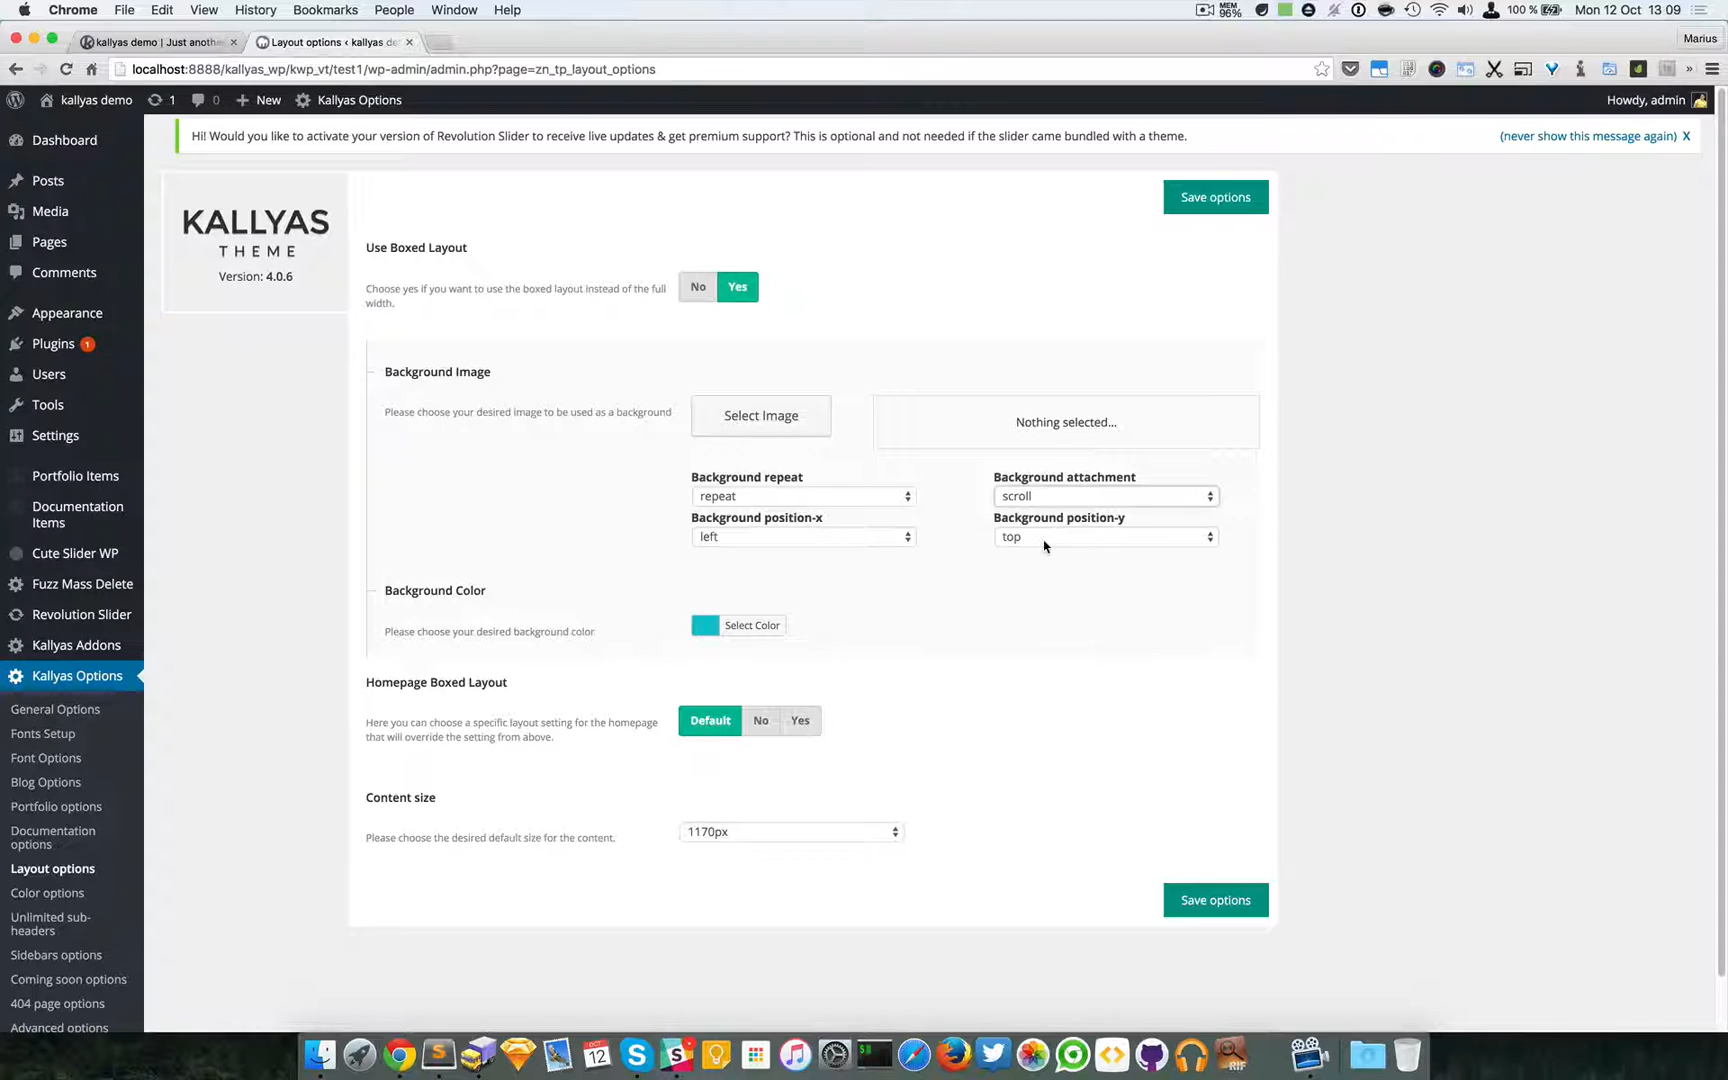 Chrome File Edit View History Bookmarks People Window Help
MEM 96% 100 % Mon 12 Oct 13:09
kallyas demo | Just anothe
Layout options ‹ kallyas de
Marius
localhost:8888/kallyas_wp/kwp_vt/test1/wp-admin/admin.php?page=zn_tp_layout_options
kallyas demo 1 0 New Kallyas Options
Howdy, admin
Hi! Would you like to activate your version of Revolution Slider to receive live updates & get premium support? This is optional and not needed if the slider came bundled with a theme.
(never show this message again) X
Dashboard
Posts
Media
Pages
Comments
Appearance
Plugins 1
Users
Tools
Settings
Portfolio Items
Documentation
Items
Cute Slider WP
Fuzz Mass Delete
Revolution Slider
Kallyas Addons
Kallyas Options
General Options
Fonts Setup
Font Options
Blog Options
Portfolio options
Documentation
options
Layout options
Color options
Unlimited sub-
headers
Sidebars options
Coming soon options
404 page options
Advanced options
KALLYAS
THEME
Version: 4.0.6
Save options
Use Boxed Layout
Choose yes if you want to use the boxed layout instead of the full
width.
No Yes
Background Image
Please choose your desired image to be used as a background
Select Image
Nothing selected...
Background repeat
repeat
Background attachment
scroll
Background position-x
left
Background position-y
top
Background Color
Please choose your desired background color
Select Color
Homepage Boxed Layout
Here you can choose a specific layout setting for the homepage
that will override the setting from above.
Default No Yes
Content size
Please choose the desired default size for the content.
1170px
Save options
OCT
12
RIF